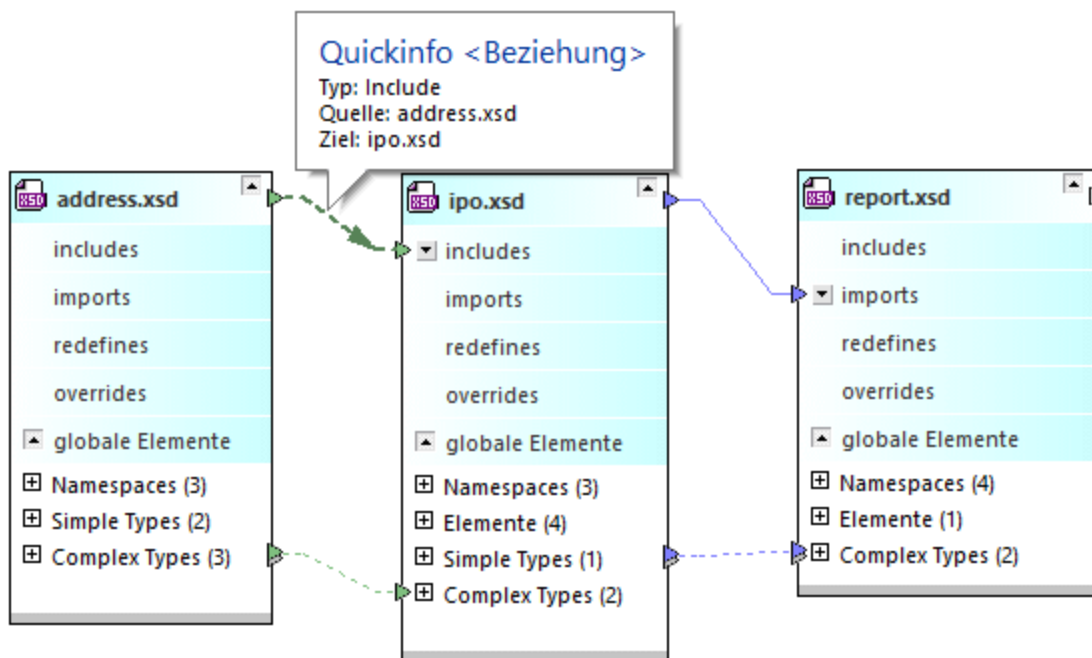 Quickinfo <Beziehung>
Typ: Include
Quelle: address.xsd
Ziel: ipo.xsd
XSD address.xsd
includes
imports
redefines
overrides
globale Elemente
Namespaces (3)
Simple Types (2)
Complex Types (3)
XSD ipo.xsd
includes
imports
redefines
overrides
globale Elemente
Namespaces (3)
Elemente (4)
Simple Types (1)
Complex Types (2)
XSD report.xsd
includes
imports
redefines
overrides
globale Elemente
Namespaces (4)
Elemente (1)
Complex Types (2)